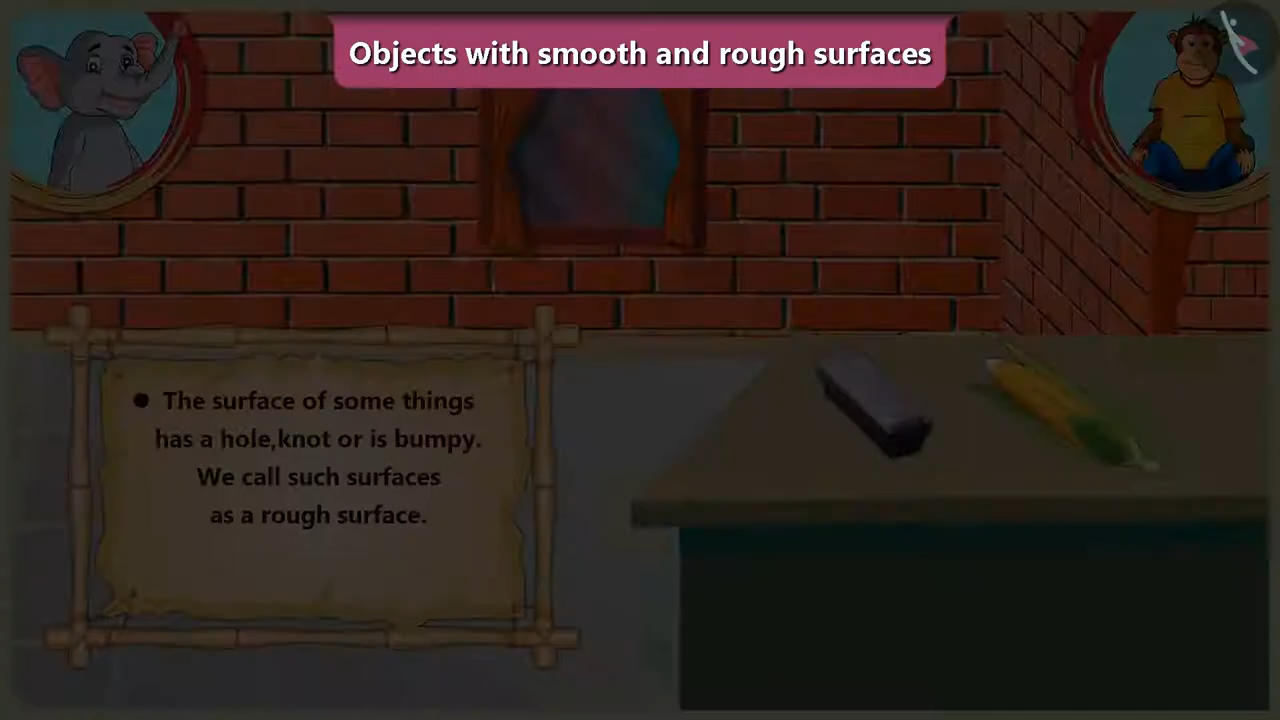 Objects with smooth and rough surfaces
● The surface of some things
has a hole,knot or is bumpy.
We call such surfaces
as a rough surface.